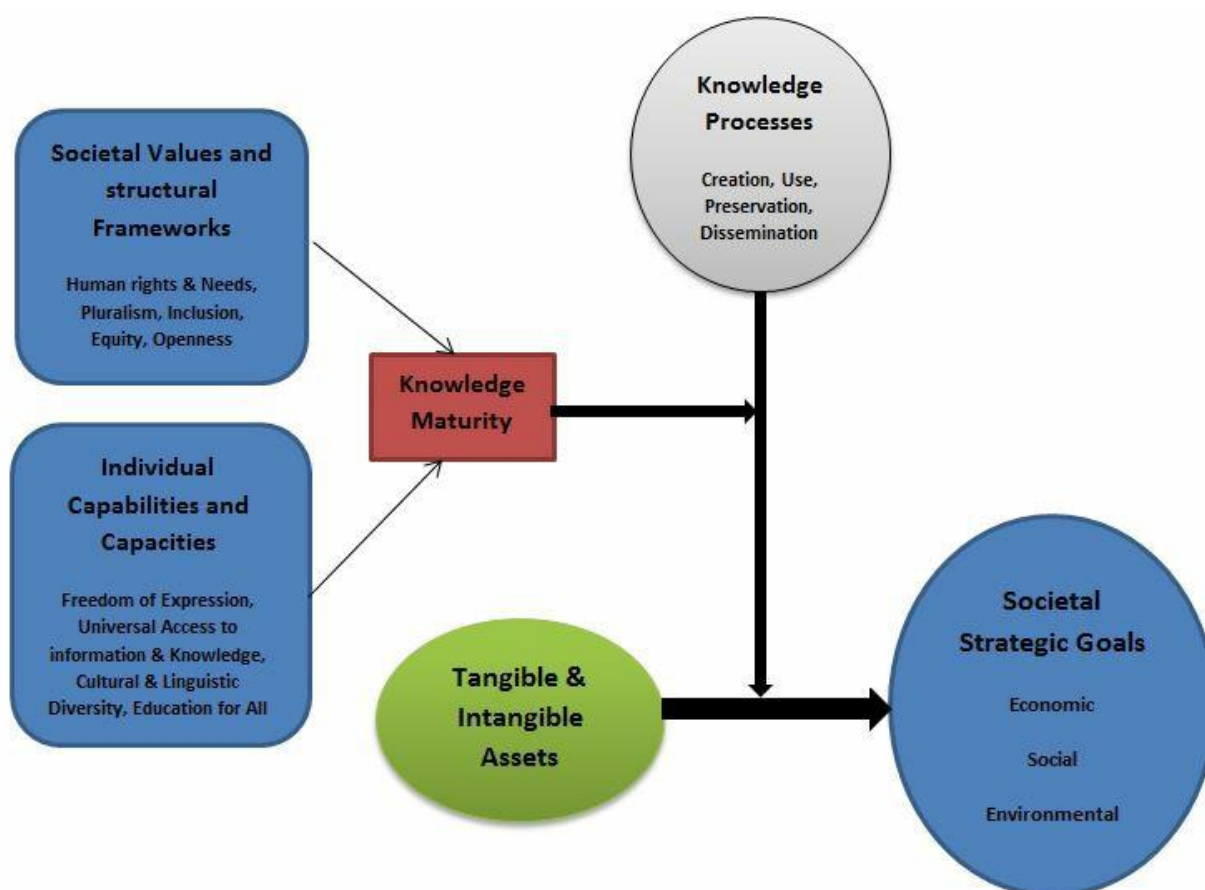 Knowledge
Processes
Creation, Use,
Preservation,
Dissemination
Societal Values and
structural
Frameworks
Human rights & Needs,
Pluralism, Inclusion,
Equity, Openness
Knowledge
Maturity
Individual
Capabilities and
Capacities
Freedom of Expression,
Universal Access to
information & Knowledge,
Cultural & Linguistic
Diversity, Education for All
Tangible &
Intangible
Assets
Societal
Strategic Goals
Economic
Social
Environmental